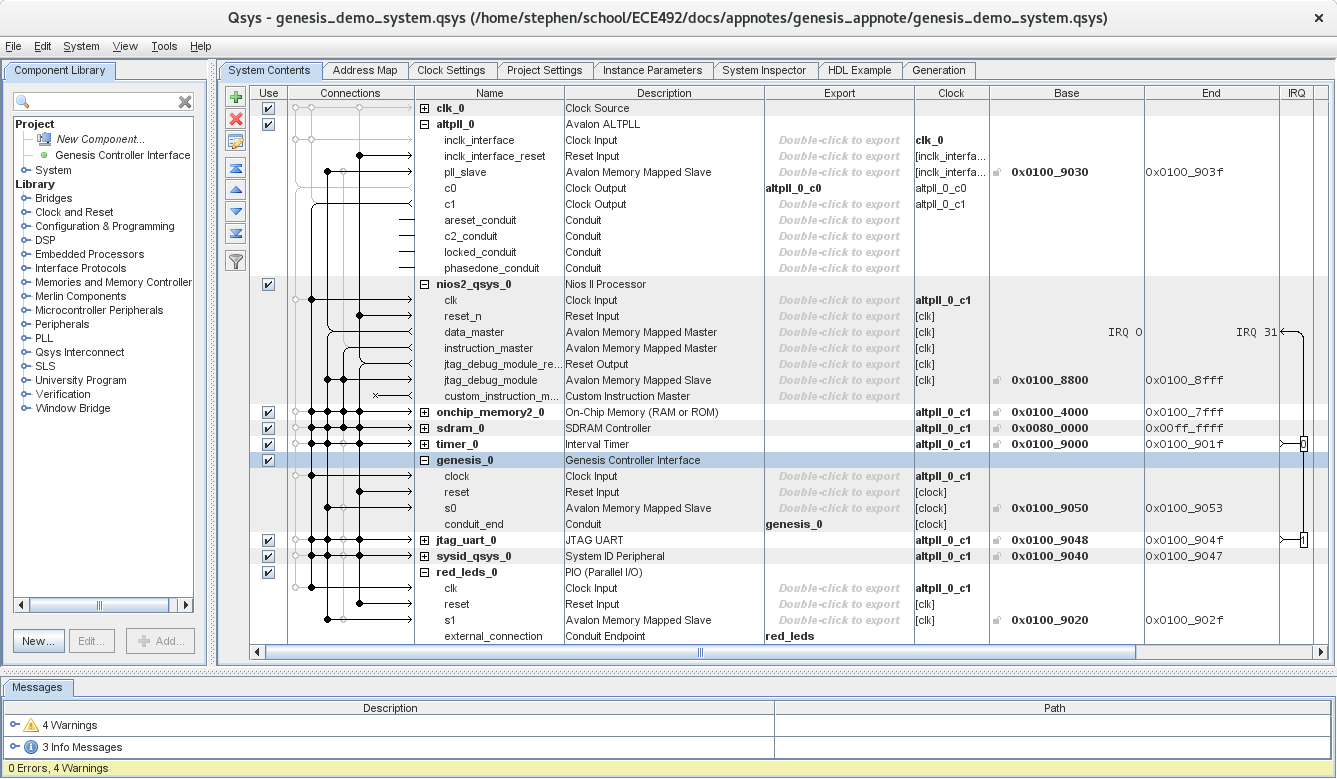 Qsys - genesis_demo_system.qsys (/home/stephen/school/ECE492/docs/appnotes/genesis_appnote/genesis_demo_system.qsys)
File Edit System View Tools Help
Component Library
Project
New Component...
Genesis Controller Interface
System
Library
Bridges
Clock and Reset
Configuration & Programming
DSP
Embedded Processors
Interface Protocols
Memories and Memory Controller
Merlin Components
Microcontroller Peripherals
Peripherals
PLL
Qsys Interconnect
SLS
University Program
Verification
Window Bridge
New... Edit... Add...
System Contents Address Map Clock Settings Project Settings Instance Parameters System Inspector HDL Example Generation
Use Connections Name Description Export Clock Base End IRQ
clk_0 Clock Source
altpll_0 Avalon ALTPLL
inclk_interface Clock Input Double-click to export clk_0
inclk_interface_reset Reset Input Double-click to export [inclk_interfa...
pll_slave Avalon Memory Mapped Slave Double-click to export [inclk_interfa... 0x0100_9030 0x0100_903f
c0 Clock Output altpll_0_c0 altpll_0_c0
c1 Clock Output Double-click to export altpll_0_c1
areset_conduit Conduit Double-click to export
c2_conduit Conduit Double-click to export
locked_conduit Conduit Double-click to export
phasedone_conduit Conduit Double-click to export
nios2_qsys_0 Nios II Processor
clk Clock Input Double-click to export altpll_0_c1
reset_n Reset Input Double-click to export [clk]
data_master Avalon Memory Mapped Master Double-click to export [clk] IRQ 0 IRQ 31
instruction_master Avalon Memory Mapped Master Double-click to export [clk]
jtag_debug_module_re... Reset Output Double-click to export [clk]
jtag_debug_module Avalon Memory Mapped Slave Double-click to export [clk] 0x0100_8800 0x0100_8fff
custom_instruction_m... Custom Instruction Master Double-click to export
onchip_memory2_0 On-Chip Memory (RAM or ROM) altpll_0_c1 0x0100_4000 0x0100_7fff
sdram_0 SDRAM Controller altpll_0_c1 0x0080_0000 0x00ff_ffff
timer_0 Interval Timer altpll_0_c1 0x0100_9000 0x0100_901f 0
genesis_0 Genesis Controller Interface
clock Clock Input Double-click to export altpll_0_c1
reset Reset Input Double-click to export [clock]
s0 Avalon Memory Mapped Slave Double-click to export [clock] 0x0100_9050 0x0100_9053
conduit_end Conduit genesis_0 [clock]
jtag_uart_0 JTAG UART altpll_0_c1 0x0100_9048 0x0100_904f 1
sysid_qsys_0 System ID Peripheral altpll_0_c1 0x0100_9040 0x0100_9047
red_leds_0 PIO (Parallel I/O)
clk Clock Input Double-click to export altpll_0_c1
reset Reset Input Double-click to export [clk]
s1 Avalon Memory Mapped Slave Double-click to export [clk] 0x0100_9020 0x0100_902f
external_connection Conduit Endpoint red_leds
Messages
Description Path
4 Warnings
3 Info Messages
0 Errors, 4 Warnings